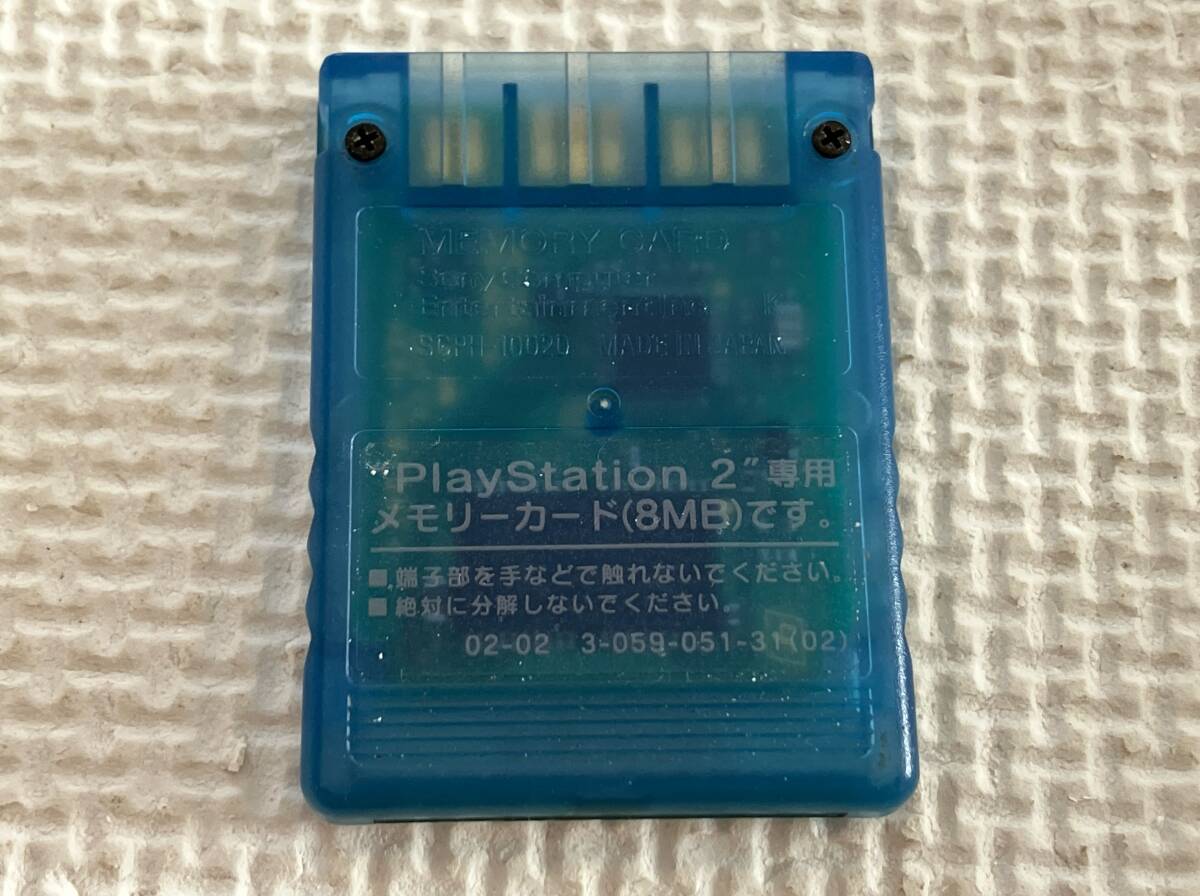 MEMORY CARD
Sony Computer
Entertainment Inc. K
SCPH-10020 MADE IN JAPAN
"PlayStation 2"専用
メモリーカード(8MB)です。
■端子部を手などで触れないでください。
■絶対に分解しないでください。
02-02 3-059-051-31(02)